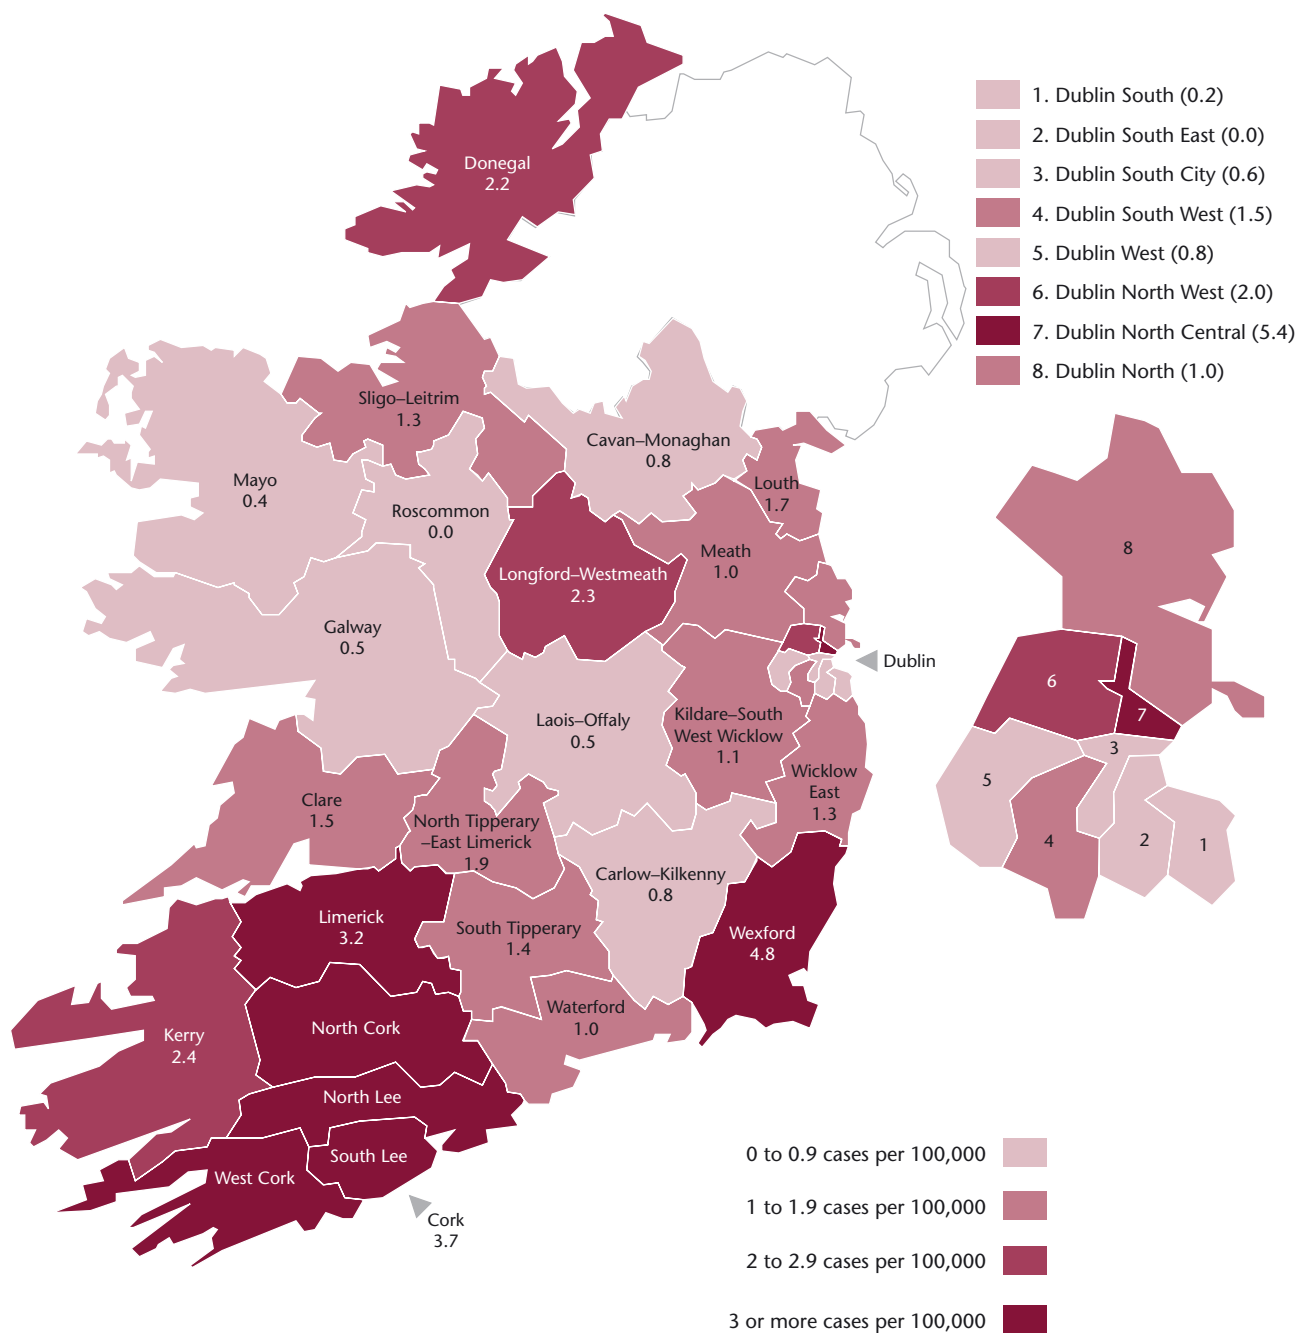 1. Dublin South (0.2)
2. Dublin South East (0.0)
3. Dublin South City (0.6)
4. Dublin South West (1.5)
5. Dublin West (0.8)
6. Dublin North West (2.0)
7. Dublin North Central (5.4)
8. Dublin North (1.0)
Donegal
2.2
Sligo–Leitrim
1.3
Cavan–Monaghan
0.8
Mayo
0.4
Roscommon
0.0
Louth
1.7
Meath
1.0
Longford–Westmeath
2.3
Galway
0.5
Dublin
Laois–Offaly
0.5
Kildare–South
West Wicklow
1.1
Wicklow
East
1.3
Clare
1.5
North Tipperary
–East Limerick
1.9
Carlow–Kilkenny
0.8
Limerick
3.2
South Tipperary
1.4
Wexford
4.8
Waterford
1.0
Kerry
2.4
North Cork
North Lee
South Lee
West Cork
Cork
3.7
8
6
7
3
5
4
2
1
0 to 0.9 cases per 100,000
1 to 1.9 cases per 100,000
2 to 2.9 cases per 100,000
3 or more cases per 100,000